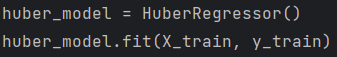 huber_model = HuberRegressor()
huber_model.fit(X_train, y_train)